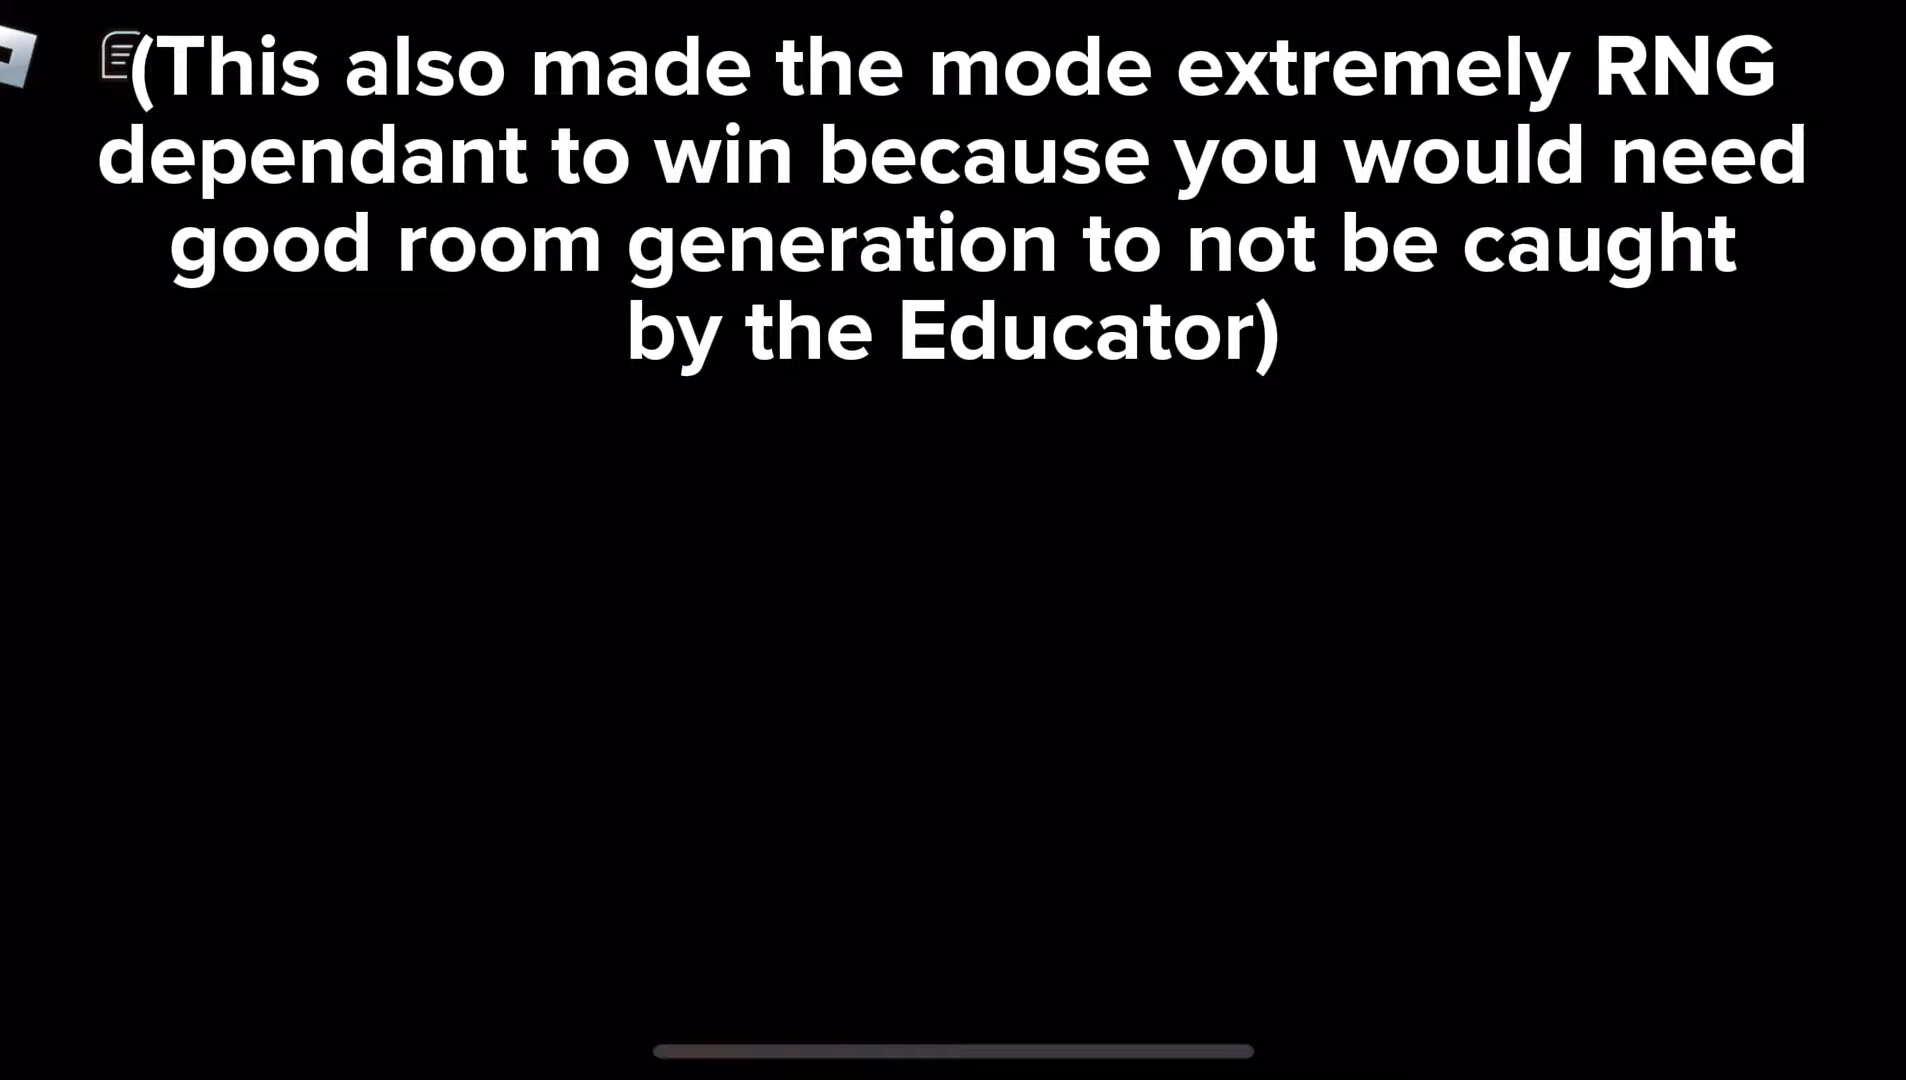 (This also made the mode extremely RNG
dependant to win because you would need
good room generation to not be caught
by the Educator)